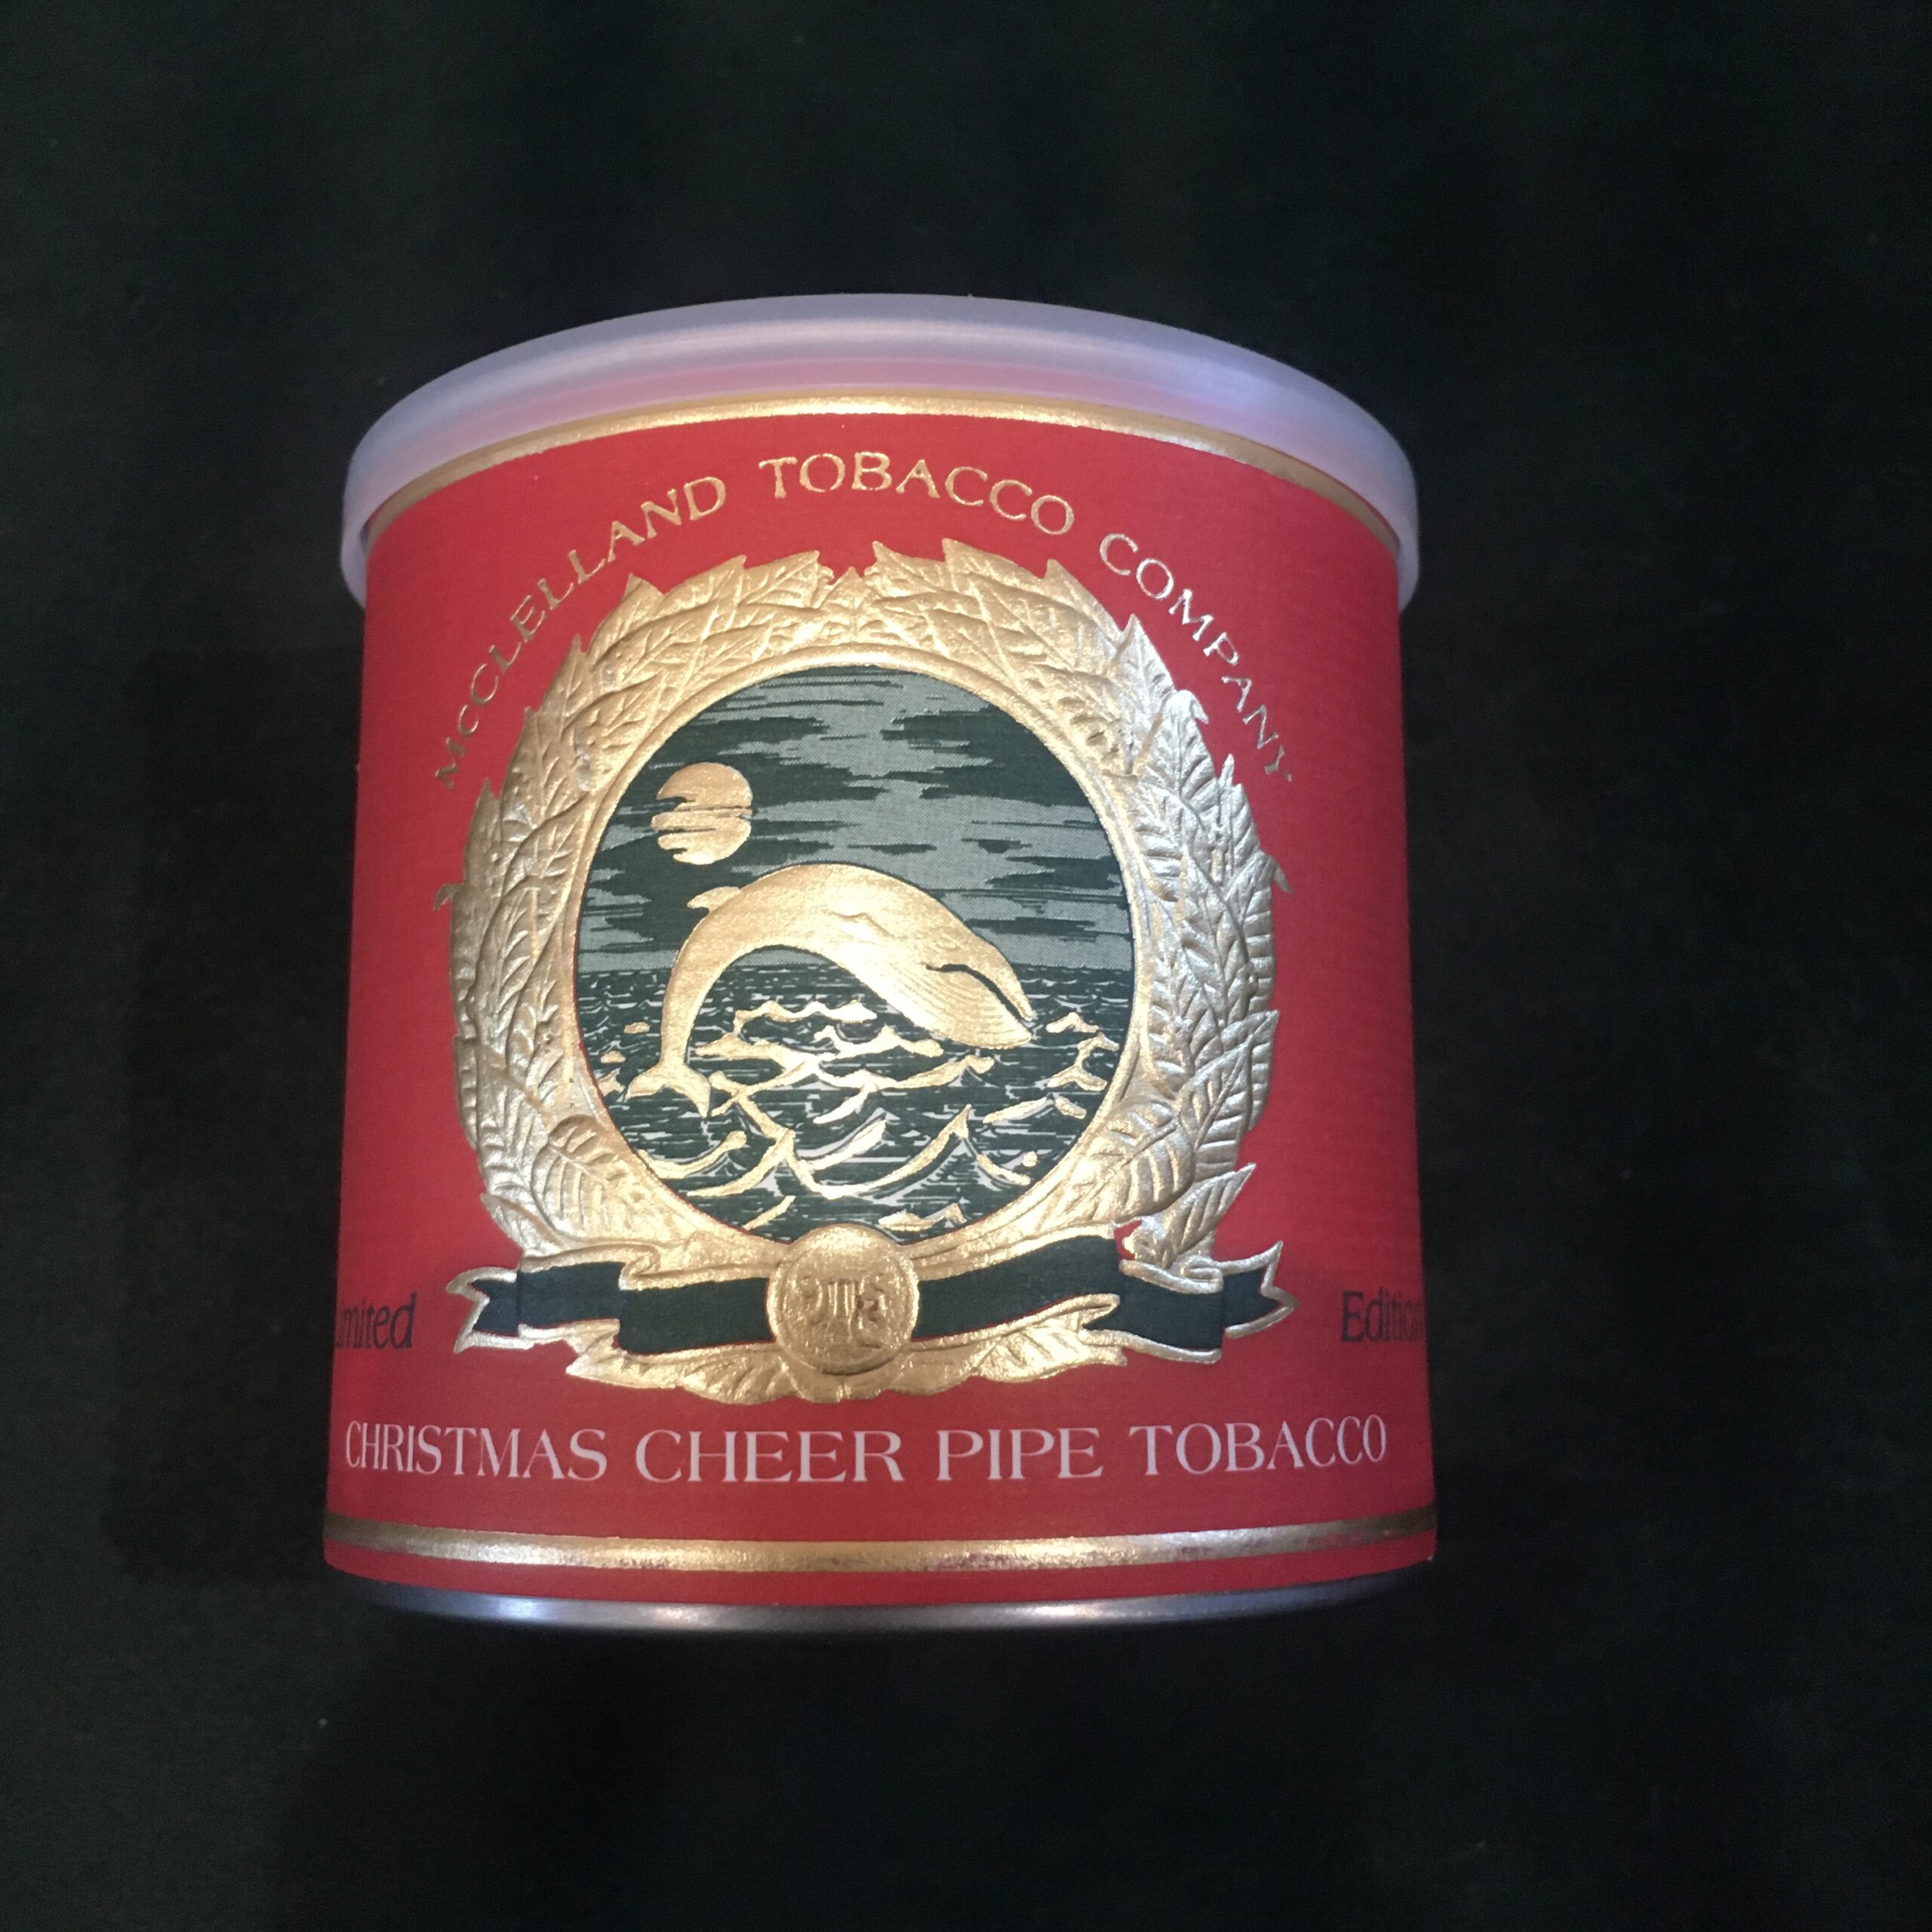 McCLELLAND TOBACCO COMPANY
Edition
CHRISTMAS CHEER PIPE TOBACCO